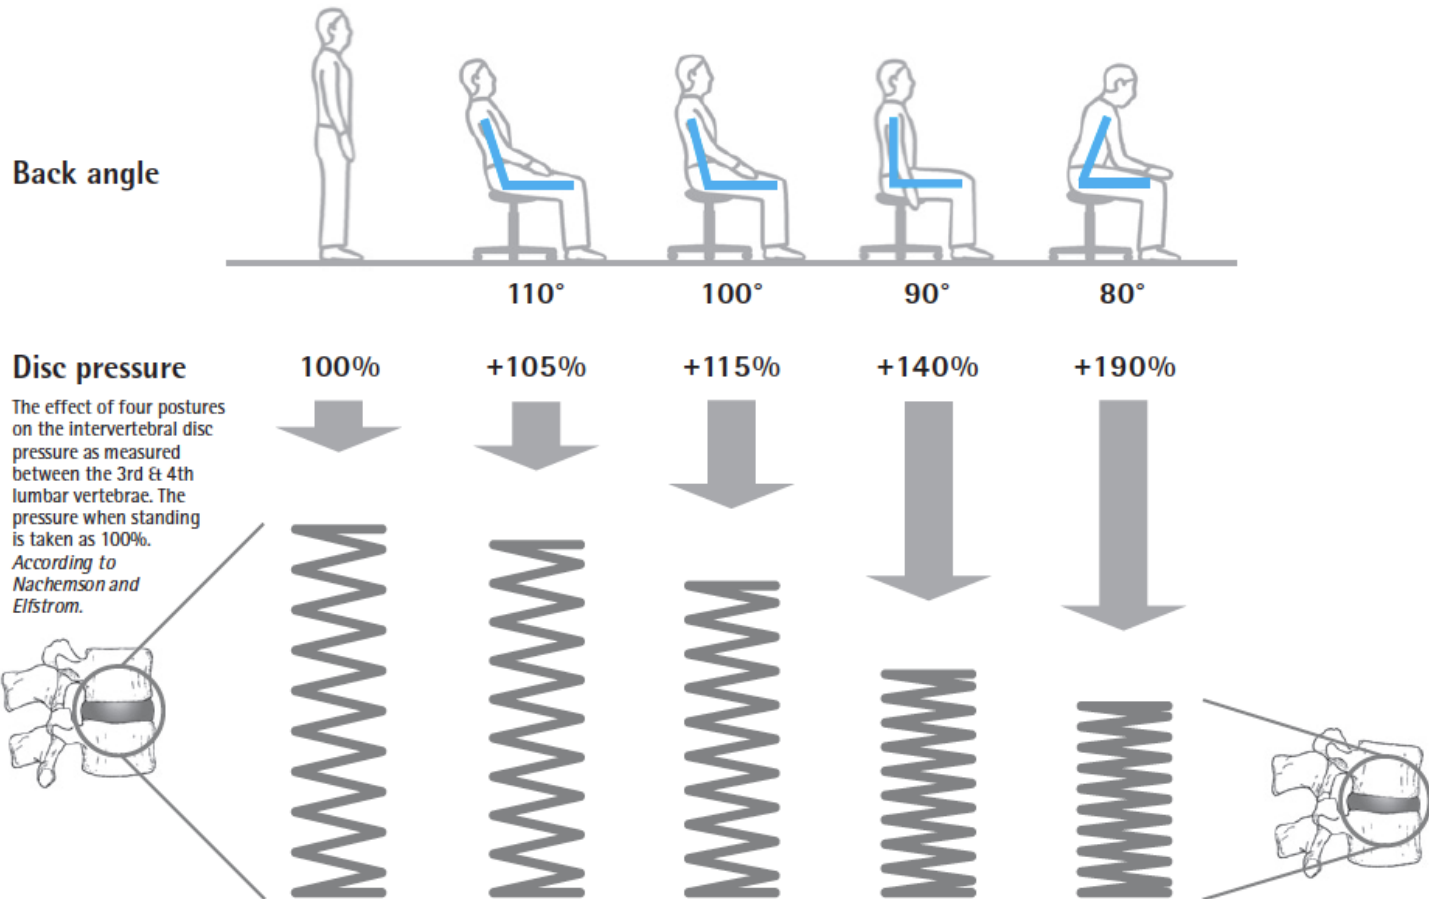 Back angle
110° 100° 90° 80°
Disc pressure 100% +105% +115% +140% +190%
The effect of four postures
on the intervertebral disc
pressure as measured
between the 3rd & 4th
lumbar vertebrae. The
pressure when standing
is taken as 100%.
According to
Nachemson and
Elfstrom.